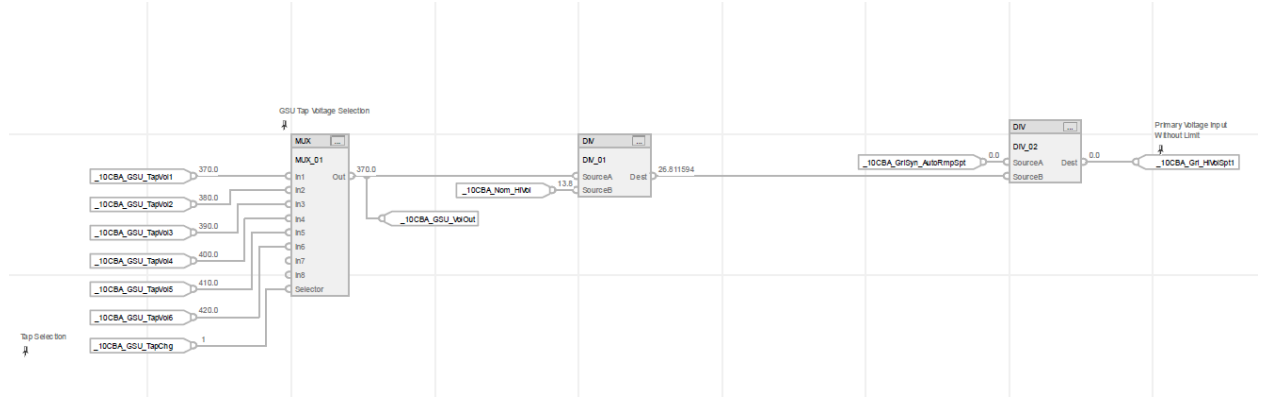 GSU Tap Voltage Selection
MUX ...
MUX_01
_10CBA_GSU_TapVol1 370.0 In1 Out 370.0
_10CBA_GSU_TapVol2 380.0 In2
_10CBA_GSU_TapVol3 390.0 In3
_10CBA_GSU_TapVol4 400.0 In4
_10CBA_GSU_TapVol5 410.0 In5
_10CBA_GSU_TapVol6 420.0 In6
In7
In8
Tap Selection
_10CBA_GSU_TapChg 1 Selector
_10CBA_GSU_VolOut
DIV ...
DIV_01
SourceA Dest 26.811594
_10CBA_Nom_HiVol 13.8 SourceB
DIV ...
DIV_02
_10CBA_GrlSyn_AutoRmpSpt 0.0 SourceA Dest 0.0
SourceB
Primary Voltage Input
Without Limit
_10CBA_Grl_HiVolSpt1